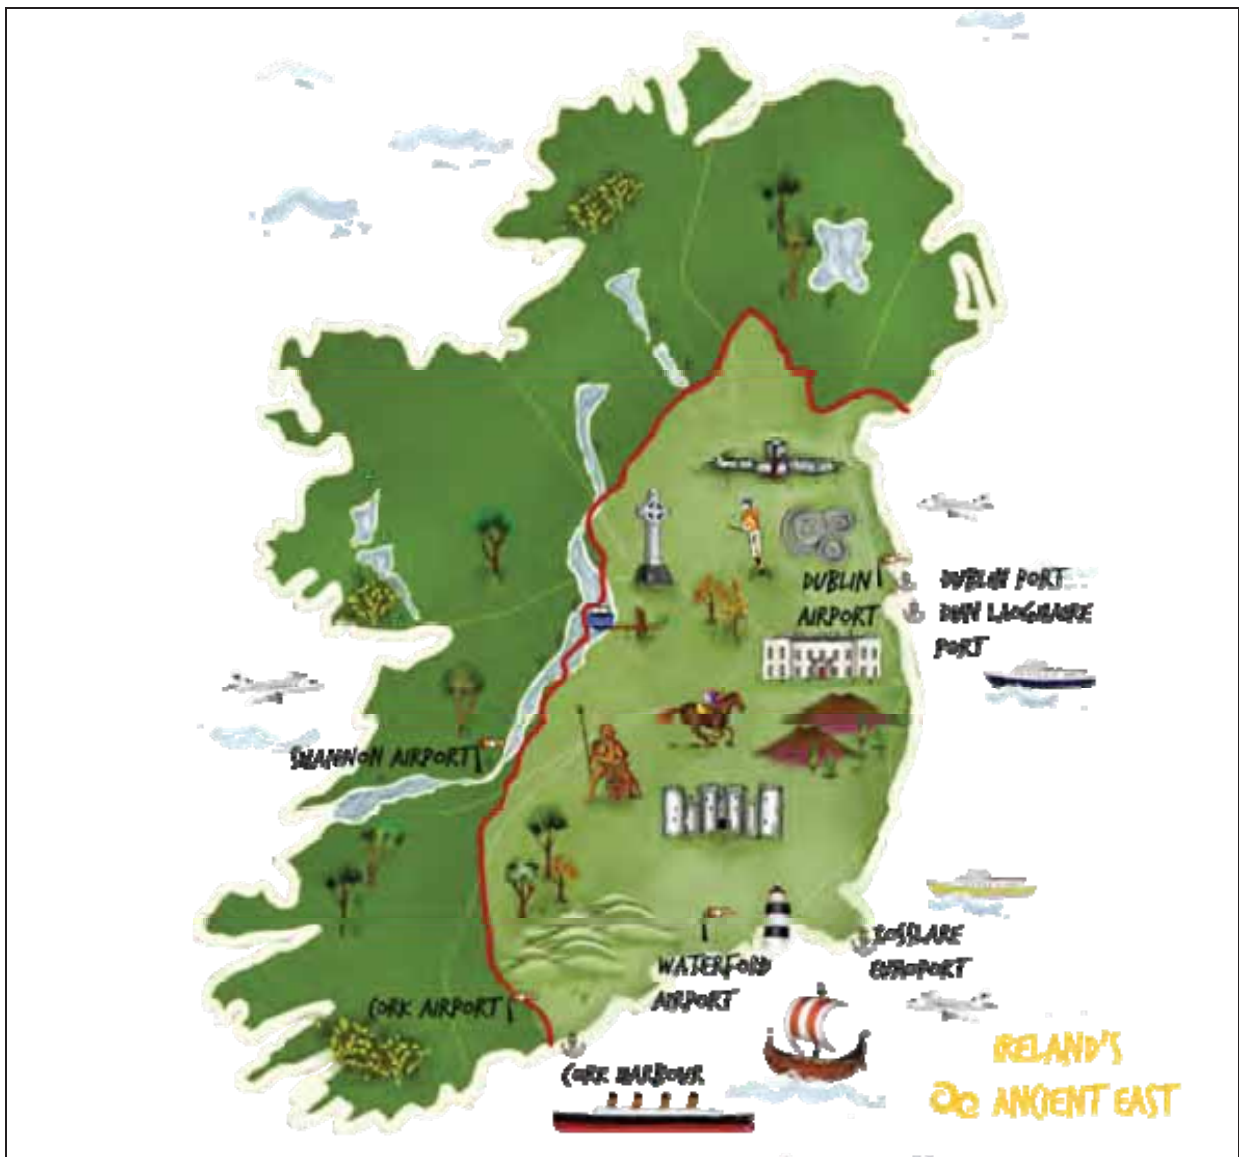 DUBLIN
AIRPORT
DUBLIN PORT
DUN LAOGHAIRE
PORT
SHANNON AIRPORT
ROSSLARE
EUROPORT
WATERFORD
AIRPORT
CORK AIRPORT
CORK HARBOUR
IRELAND'S
ANCIENT EAST